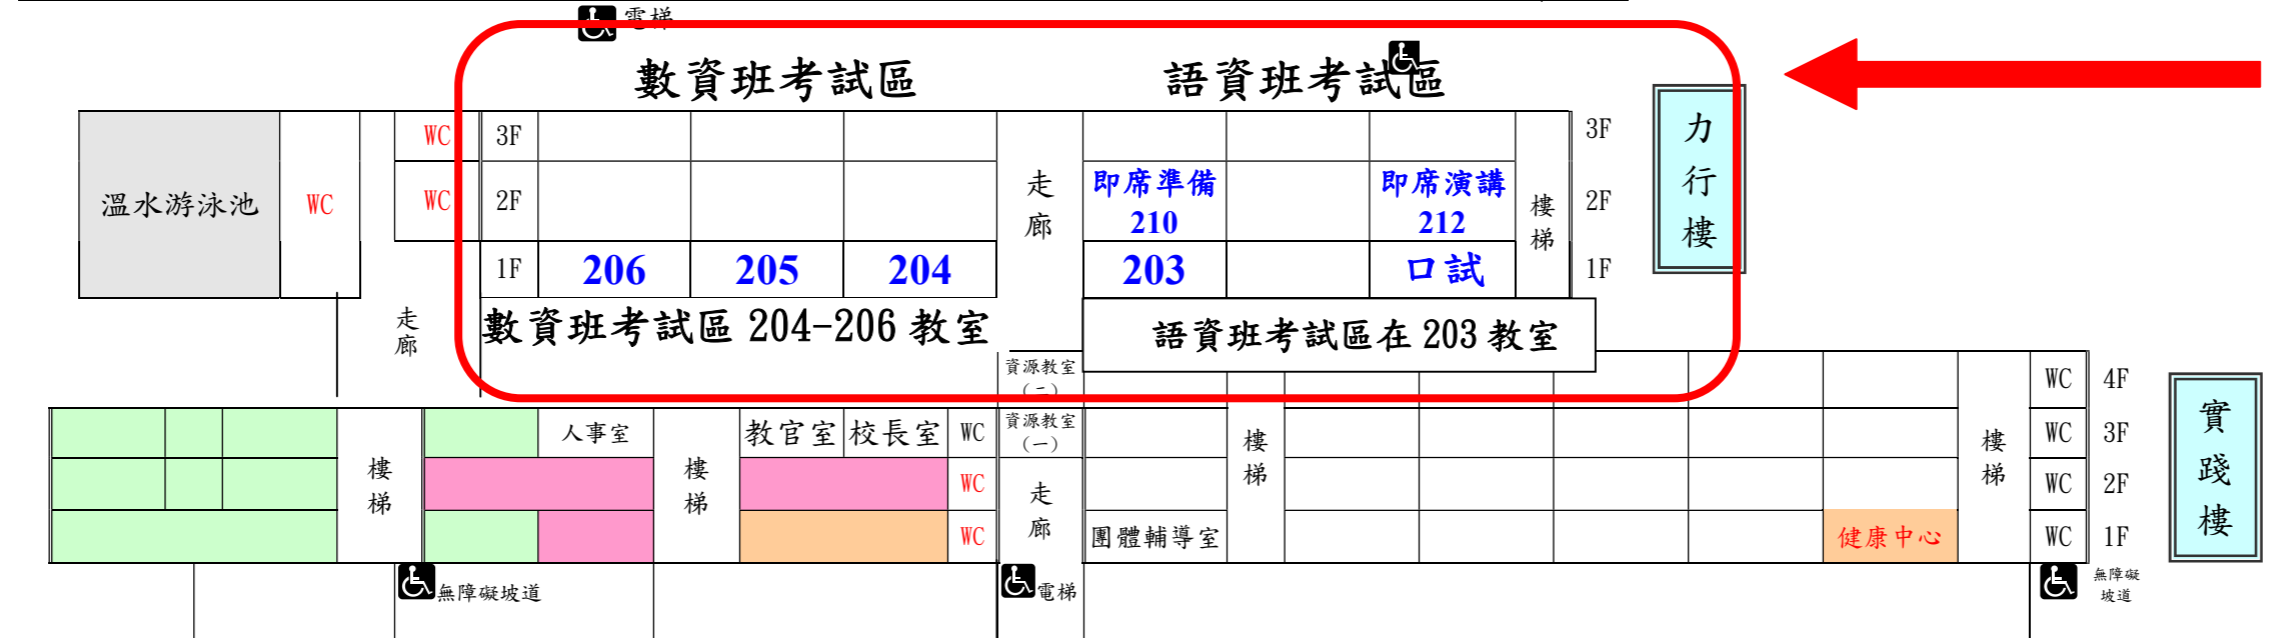 電梯
數資班考試區 語資班考試區
WC 3F 3F
力行樓
溫水游泳池 WC WC 2F 走廊 即席準備 210 即席演講 212 樓梯 2F
1F 206 205 204 203 口試 1F
走廊
數資班考試區 204-206 教室 語資班考試區在 203 教室
資源教室(二) WC 4F
實踐樓
樓梯 人事室 樓梯 教官室 校長室 WC 資源教室(一) 樓梯 樓梯 WC 3F
WC 走廊 WC 2F
WC 團體輔導室 健康中心 WC 1F
無障礙坡道 電梯 無障礙坡道